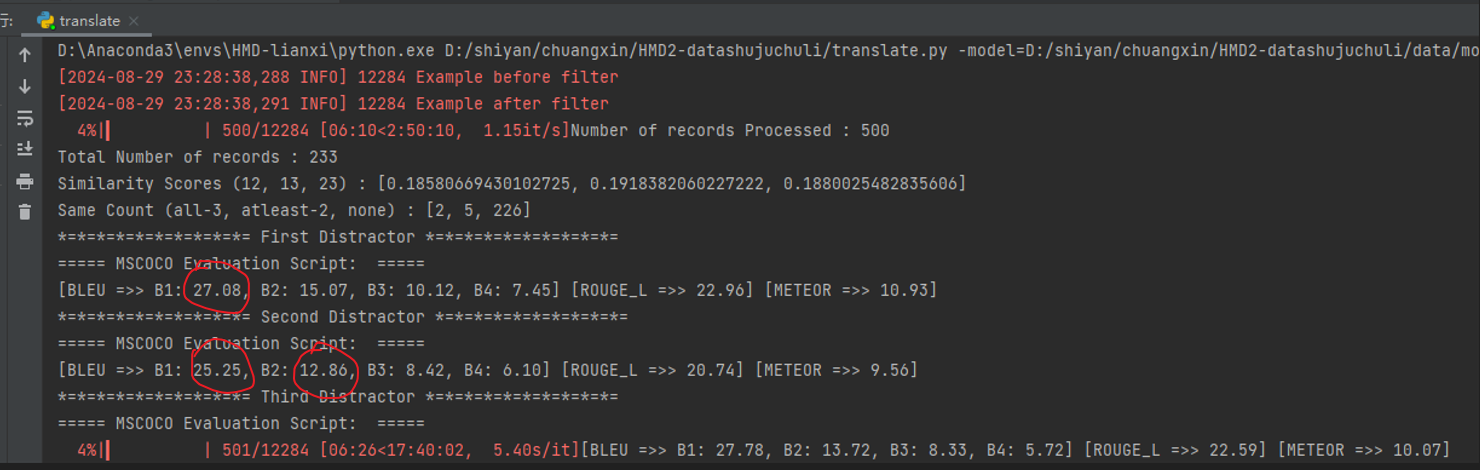 行: translate ×
D:\Anaconda3\envs\HMD-lianxi\python.exe D:/shiyan/chuangxin/HMD2-datashujuchuli/translate.py -model=D:/shiyan/chuangxin/HMD2-datashujuchuli/data/mo
[2024-08-29 23:28:38,288 INFO] 12284 Example before filter
[2024-08-29 23:28:38,291 INFO] 12284 Example after filter
4%|▍         | 500/12284 [06:10<2:50:10,  1.15it/s]Number of records Processed : 500
Total Number of records : 233
Similarity Scores (12, 13, 23) : [0.18580669430102725, 0.1918382060227222, 0.1880025482835606]
Same Count (all-3, atleast-2, none) : [2, 5, 226]
=*=*=*=*=*=*=*=*=*=*= First Distractor =*=*=*=*=*=*=*=*=*=*=
===== MSCOCO Evaluation Script:  =====
[BLEU =>> B1: 27.08, B2: 15.07, B3: 10.12, B4: 7.45] [ROUGE_L =>> 22.96] [METEOR =>> 10.93]
=*=*=*=*=*=*=*=*=*=*= Second Distractor =*=*=*=*=*=*=*=*=*=*=
===== MSCOCO Evaluation Script:  =====
[BLEU =>> B1: 25.25, B2: 12.86, B3: 8.42, B4: 6.10] [ROUGE_L =>> 20.74] [METEOR =>> 9.56]
=*=*=*=*=*=*=*=*=*=*= Third Distractor =*=*=*=*=*=*=*=*=*=*=
===== MSCOCO Evaluation Script:  =====
4%|▍         | 501/12284 [06:26<17:40:02,  5.40s/it][BLEU =>> B1: 27.78, B2: 13.72, B3: 8.33, B4: 5.72] [ROUGE_L =>> 22.59] [METEOR =>> 10.07]